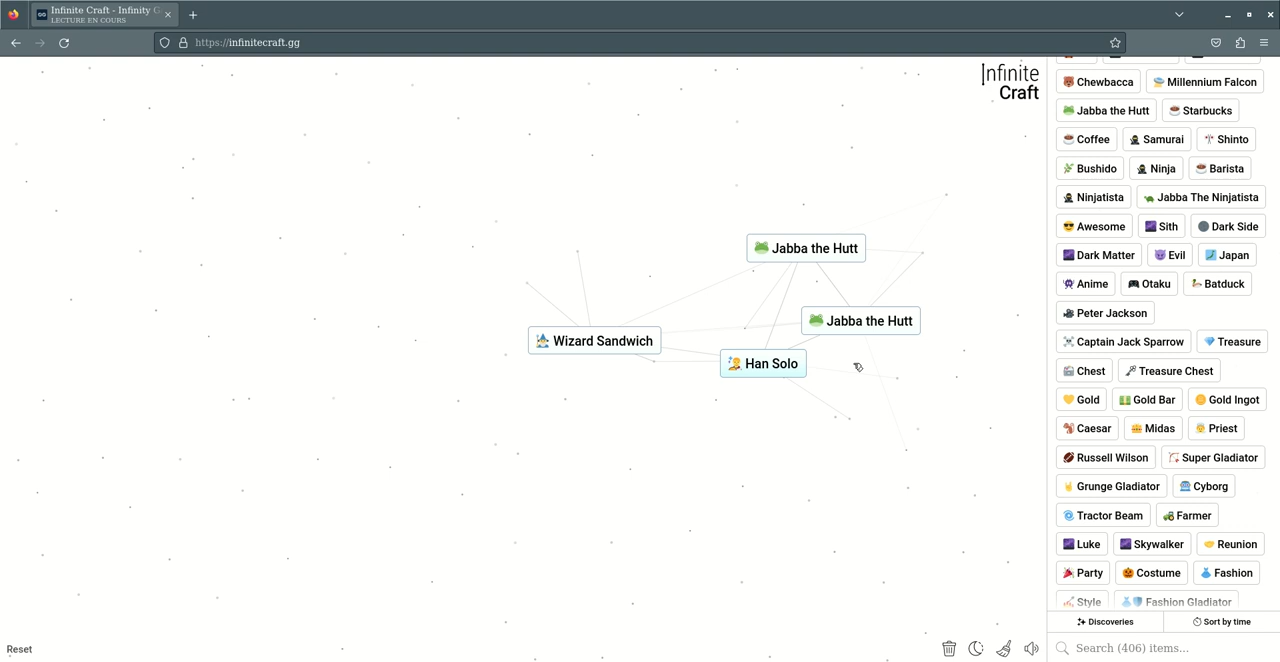 Infinite Craft - Infinity G
LECTURE EN COURS
https://infinitecraft.gg
Infinite
Craft
Jabba the Hutt
Jabba the Hutt
Wizard Sandwich
Han Solo
Chewbacca
Millennium Falcon
Jabba the Hutt
Starbucks
Coffee
Samurai
Shinto
Bushido
Ninja
Barista
Ninjatista
Jabba The Ninjatista
Awesome
Sith
Dark Side
Dark Matter
Evil
Japan
Anime
Otaku
Batduck
Peter Jackson
Captain Jack Sparrow
Treasure
Chest
Treasure Chest
Gold
Gold Bar
Gold Ingot
Caesar
Midas
Priest
Russell Wilson
Super Gladiator
Grunge Gladiator
Cyborg
Tractor Beam
Farmer
Luke
Skywalker
Reunion
Party
Costume
Fashion
Style
Fashion Gladiator
Discoveries
Sort by time
Search (406) items...
Reset